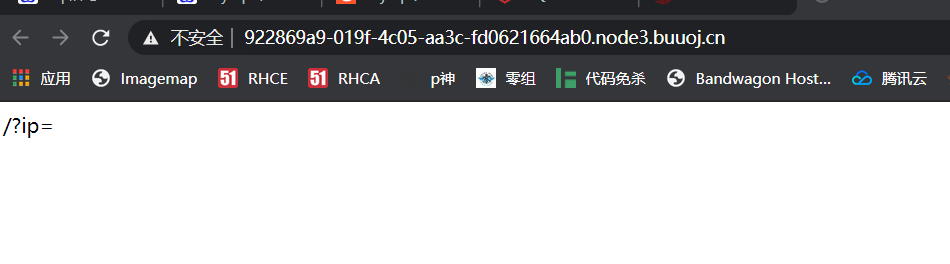 不安全 922869a9-019f-4c05-aa3c-fd0621664ab0.node3.buuoj.cn
应用 Imagemap 51 RHCE 51 RHCA p神 零组 代码免杀 Bandwagon Host... 腾讯云
/?ip=